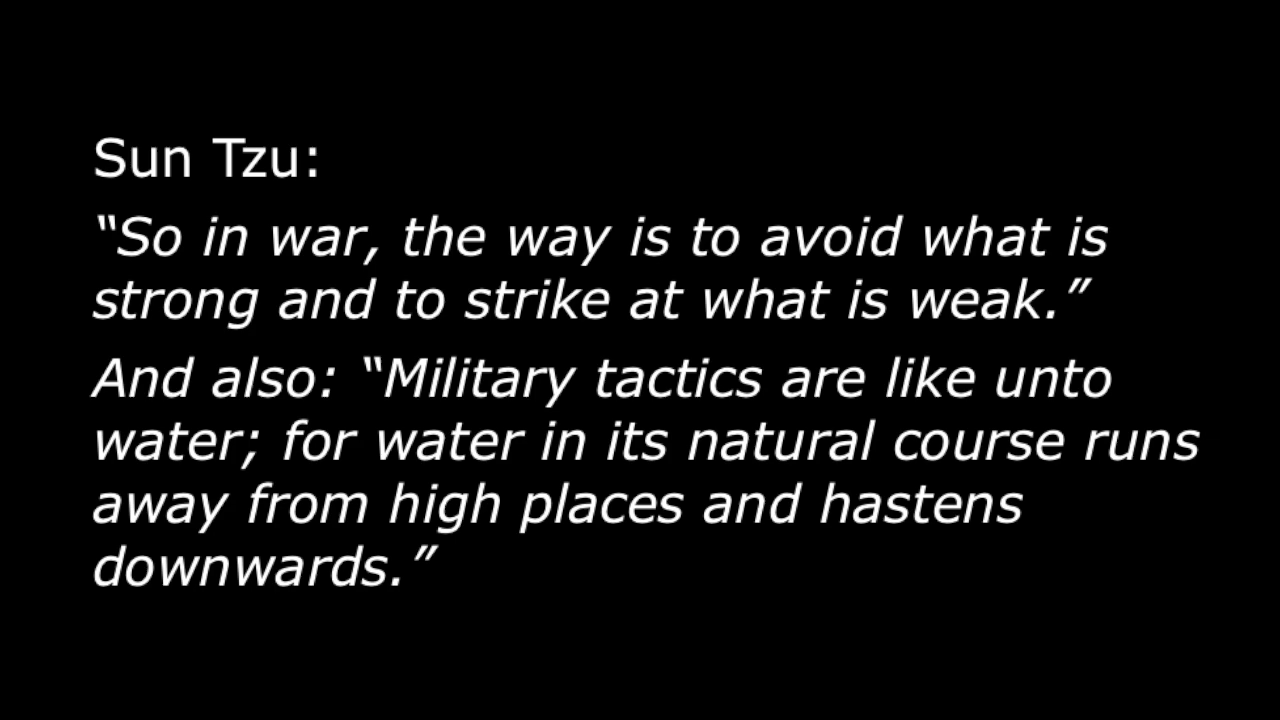 Sun Tzu:
“So in war, the way is to avoid what is
strong and to strike at what is weak.”
And also: “Military tactics are like unto
water; for water in its natural course runs
away from high places and hastens
downwards.”